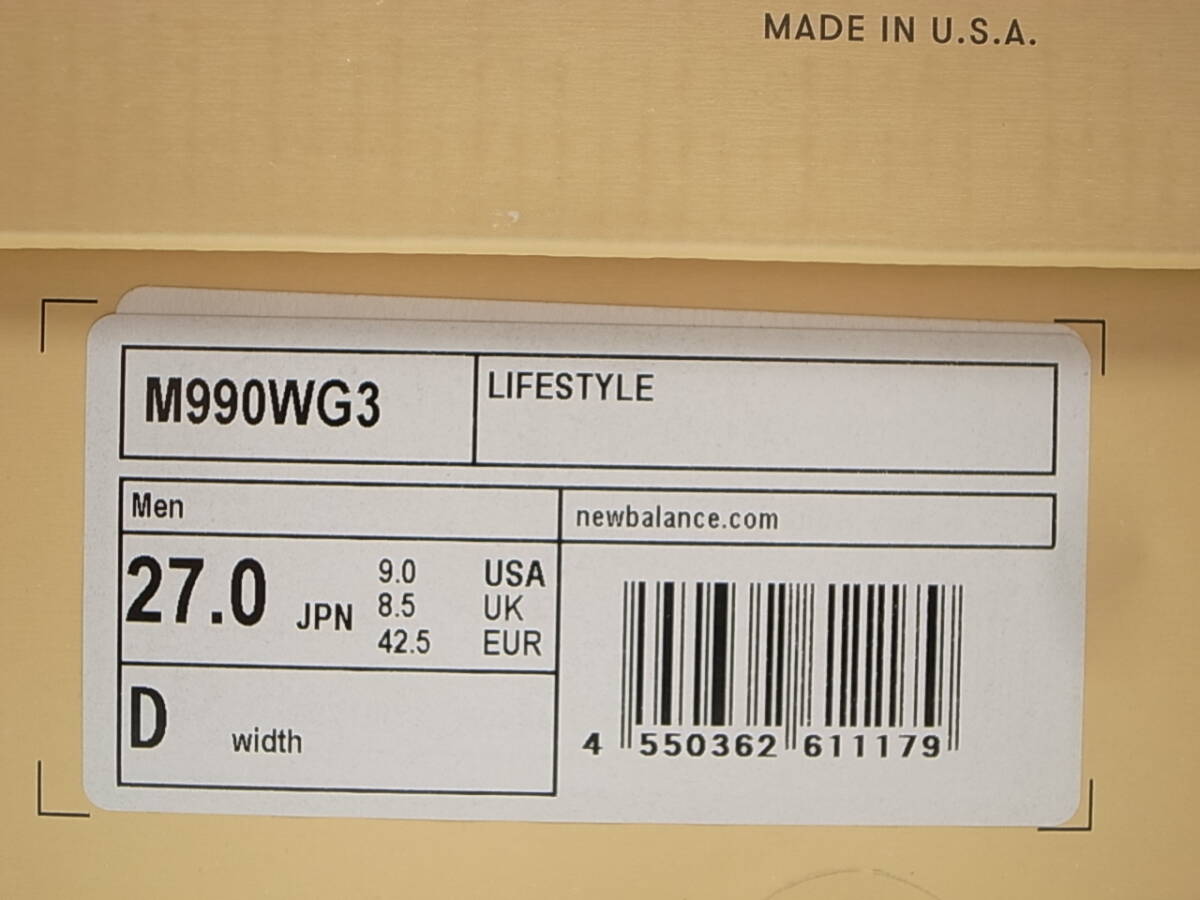 MADE IN U.S.A.
M990WG3
LIFESTYLE
Men
newbalance.com
27.0 JPN
9.0 USA
8.5 UK
42.5 EUR
D width
4 550362 611179